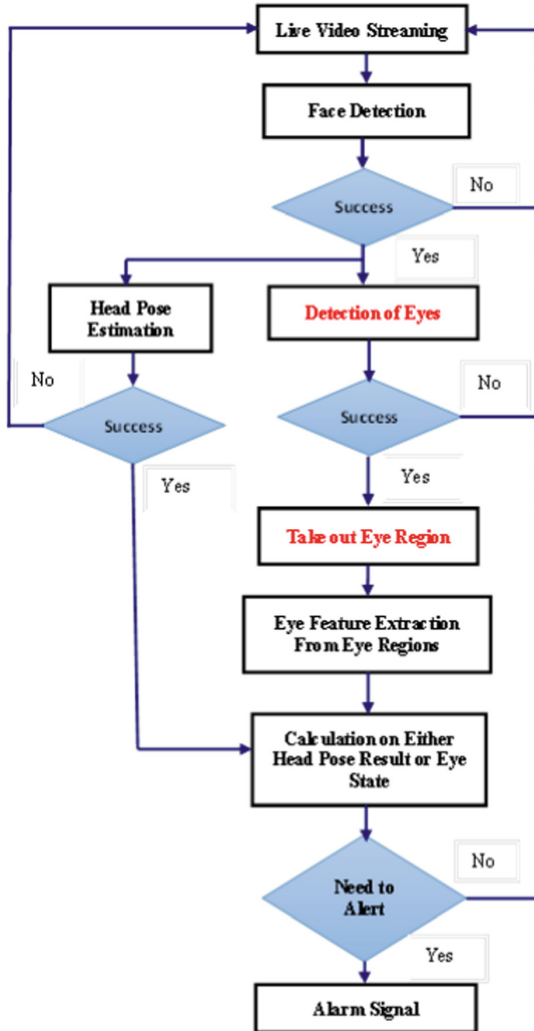 Live Video Streaming
Face Detection
No
Success
Yes
Head Pose
Estimation
Detection of Eyes
No
No
Success
Success
Yes
Yes
Take out Eye Region
Eye Feature Extraction
From Eye Regions
Calculation on Either
Head Pose Result or Eye
State
No
Need to
Alert
Yes
Alarm Signal